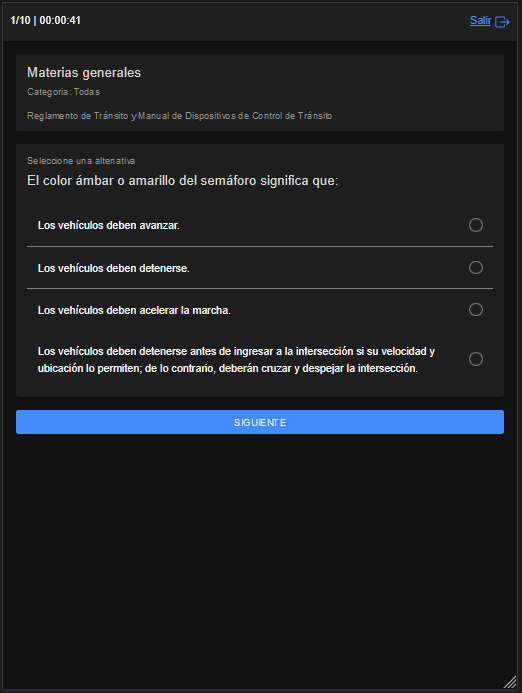 1/10 | 00:00:41
Salir
Materias generales
Categoria: Todas
Reglamento de Tránsito y Manual de Dispositivos de Control de Tránsito
Seleccione una altenativa
El color ámbar o amarillo del semáforo significa que:
Los vehículos deben avanzar.
Los vehículos deben detenerse.
Los vehículos deben acelerar la marcha.
Los vehículos deben detenerse antes de ingresar a la intersección si su velocidad y
ubicación lo permiten; de lo contrario, deberán cruzar y despejar la intersección.
SIGUIENTE